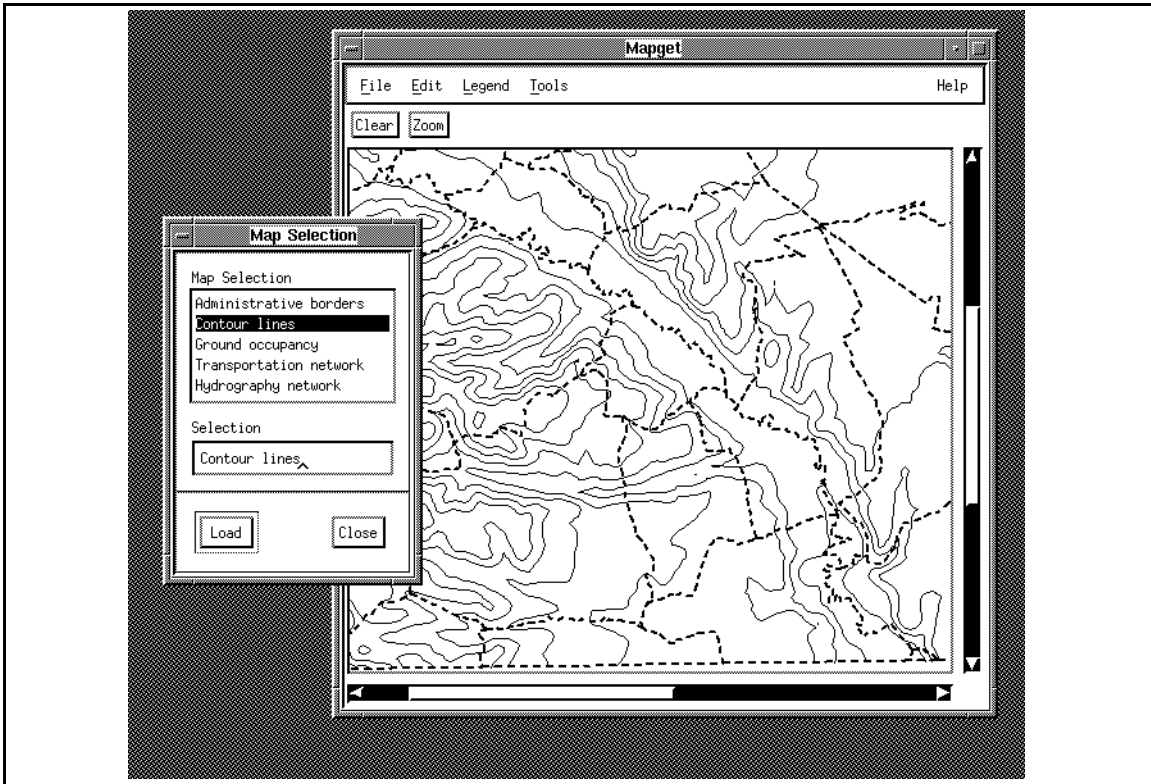 Mapget
File Edit Legend Tools Help
Clear Zoom
Map Selection
Map Selection
Administrative borders
Contour lines
Ground occupancy
Transportation network
Hydrography network
Selection
Contour lines
Load Close